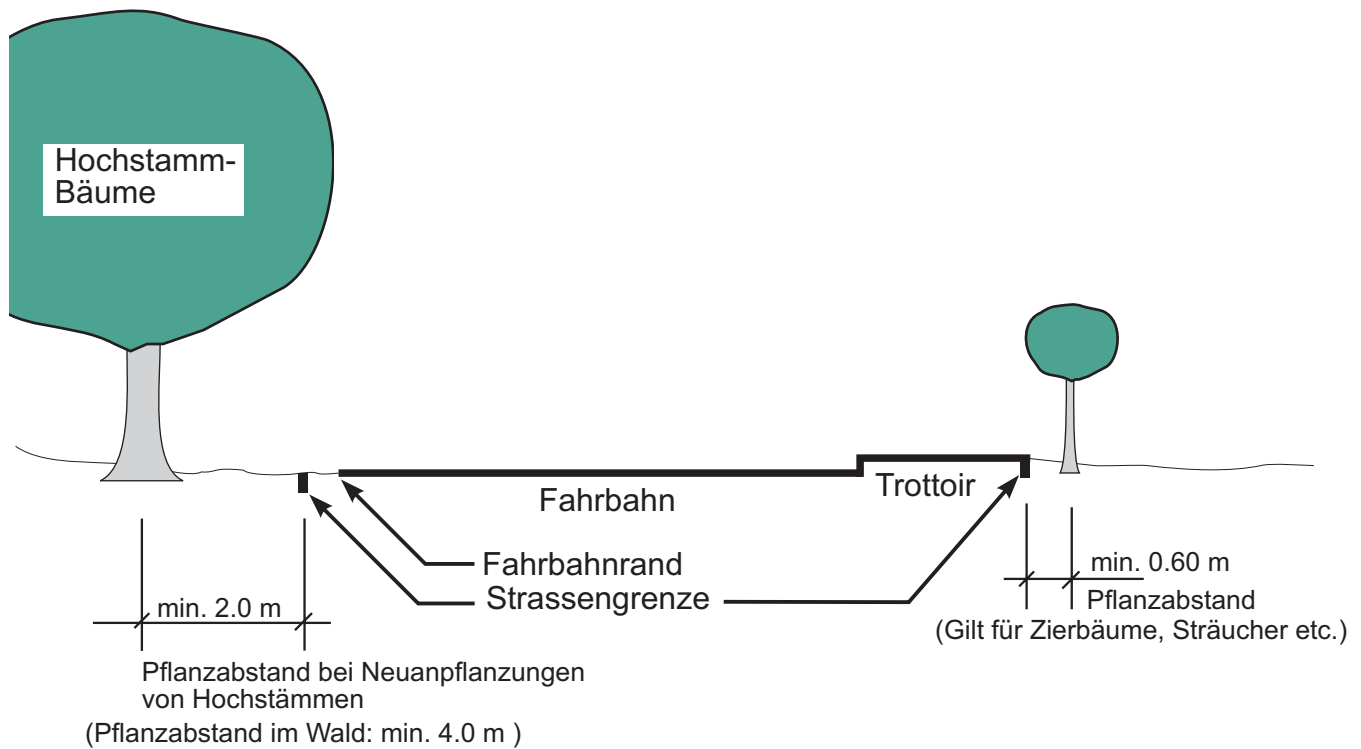 Hochstamm-
Bäume
Fahrbahn
Trottoir
Fahrbahnrand
Strassengrenze
min. 2.0 m
Pflanzabstand bei Neuanpflanzungen
von Hochstämmen
(Pflanzabstand im Wald: min. 4.0 m )
min. 0.60 m
Pflanzabstand
(Gilt für Zierbäume, Sträucher etc.)